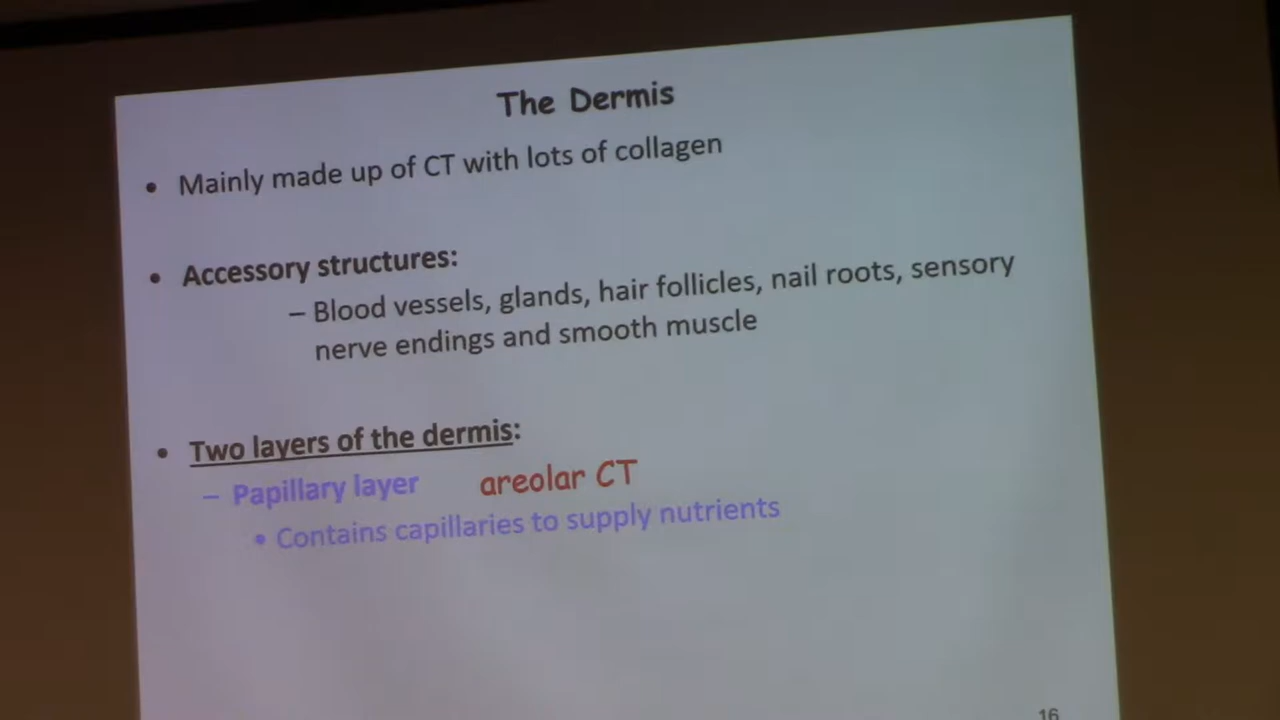 The Dermis
• Mainly made up of CT with lots of collagen
• Accessory structures:
– Blood vessels, glands, hair follicles, nail roots, sensory
nerve endings and smooth muscle
• Two layers of the dermis:
– Papillary layer areolar CT
• Contains capillaries to supply nutrients
16